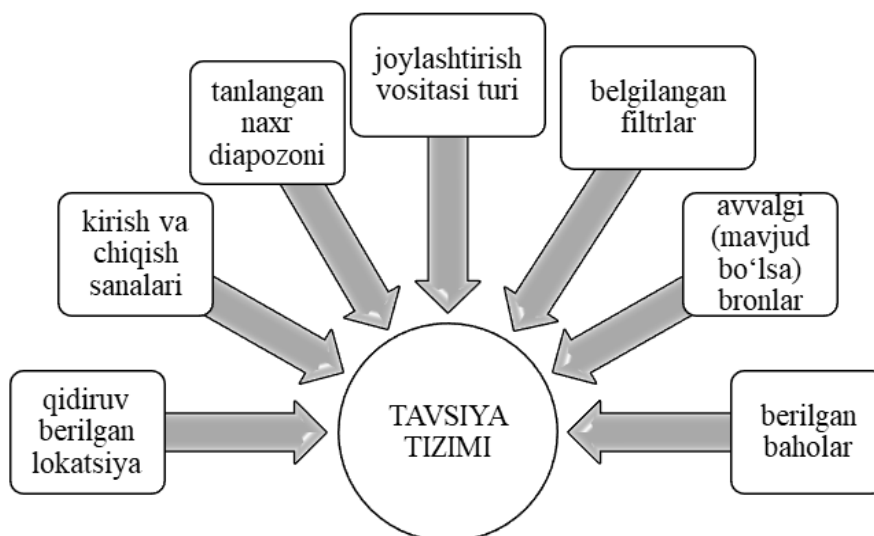 qidiruv
berilgan
lokatsiya
kirish va
chiqish
sanalari
tanlangan
naxr
diapozoni
joylashtirish
vositasi turi
belgilangan
filtrlar
avvalgi
(mavjud
bo‘lsa)
bronlar
berilgan
baholar
TAVSIYA
TIZIMI